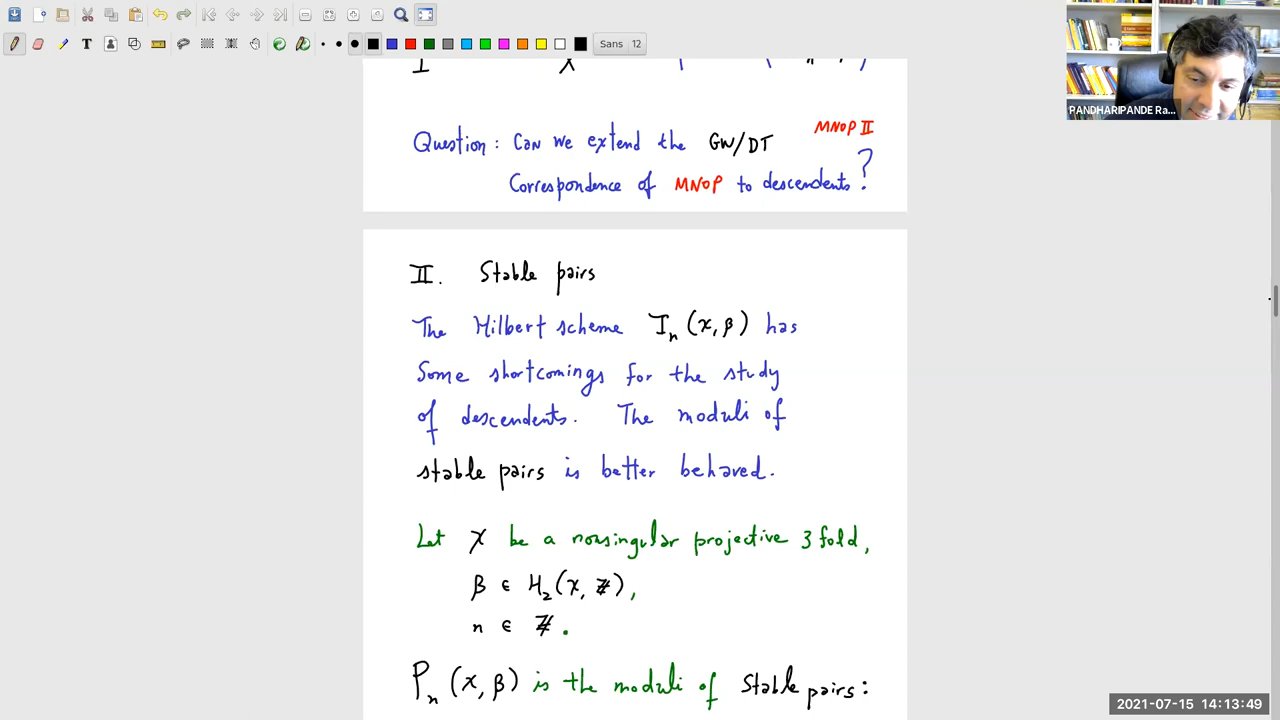 Sans 12
PANDHARIPANDE Ra...
MNOP II
Question: Can we extend the GW/DT
Correspondence of MNOP to descendents?
II. Stable pairs
The Hilbert scheme Iₙ(X, β) has
Some shortcomings for the study
of descendents. The moduli of
stable pairs is better behaved.
Let X be a nonsingular projective 3 fold,
β ∈ H₂(X, ℤ),
n ∈ ℤ.
Pₙ(X, β) is the moduli of Stable pairs:
2021-07-15 14:13:49